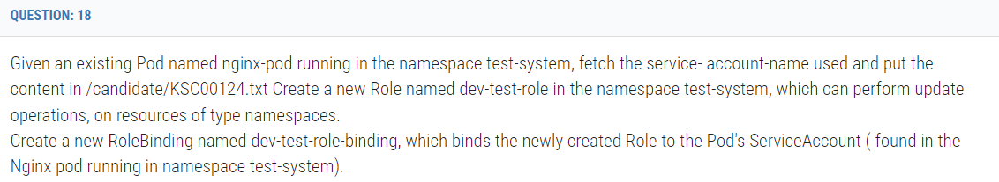 QUESTION: 18
Given an existing Pod named nginx-pod running in the namespace test-system, fetch the service- account-name used and put the
content in /candidate/KSC00124.txt Create a new Role named dev-test-role in the namespace test-system, which can perform update
operations, on resources of type namespaces.
Create a new RoleBinding named dev-test-role-binding, which binds the newly created Role to the Pod's ServiceAccount ( found in the
Nginx pod running in namespace test-system).